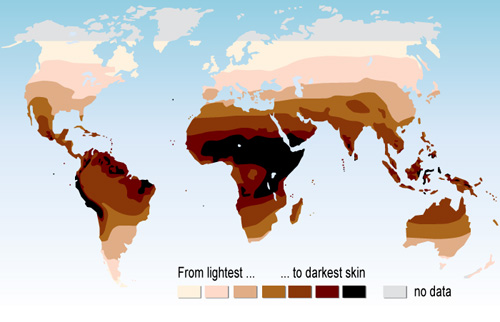 From lightest ... ... to darkest skin
no data